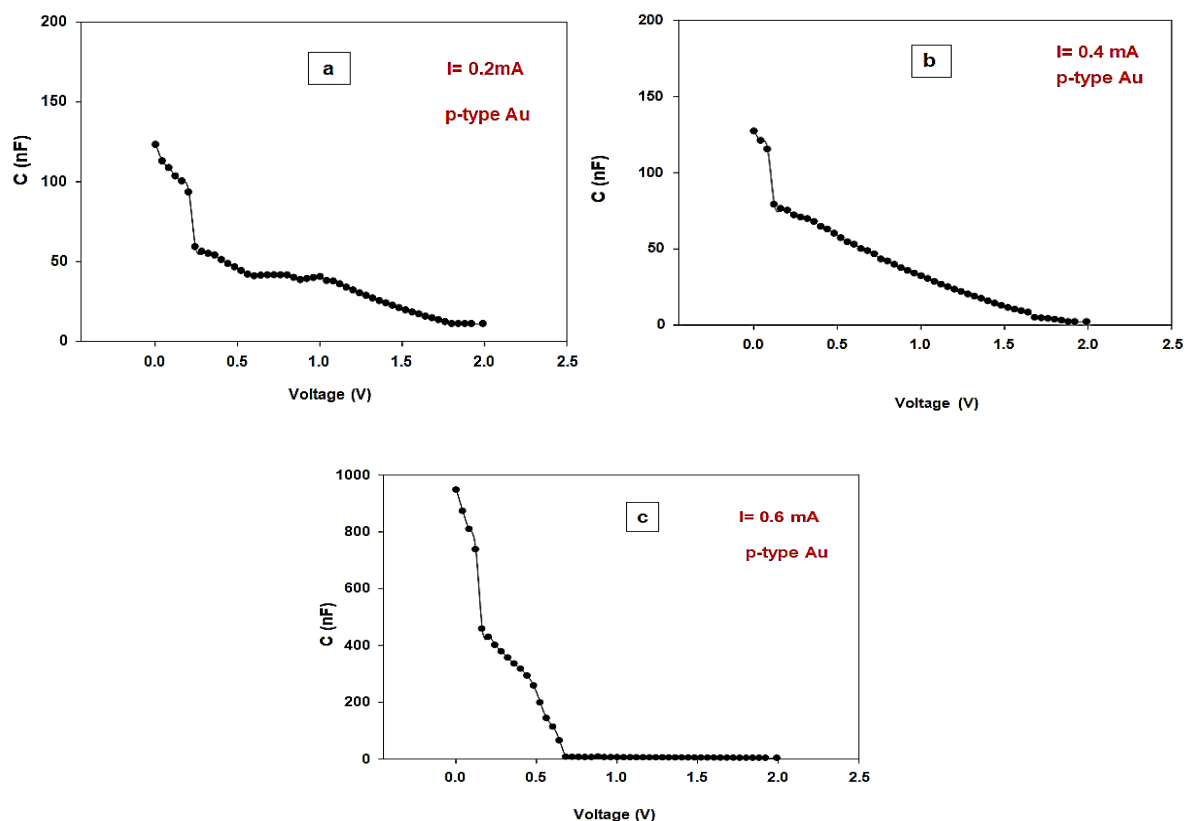 200
150
100
50
0
C (nF)
a
I= 0.2mA
p-type Au
0.0 0.5 1.0 1.5 2.0 2.5
Voltage (V)
200
150
100
50
0
C (nF)
b
I= 0.4 mA
p-type Au
0.0 0.5 1.0 1.5 2.0 2.5
Voltage (V)
1000
800
600
400
200
0
C (nF)
c
I= 0.6 mA
p-type Au
0.0 0.5 1.0 1.5 2.0 2.5
Voltage (V)